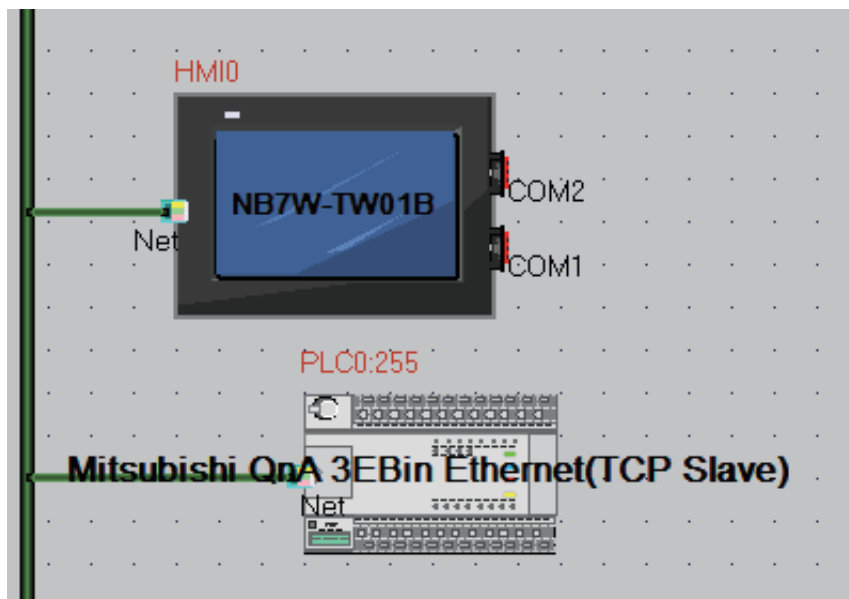 HMI0
NB7W-TW01B
COM2
Net
COM1
PLC0:255
Mitsubishi QnA 3EBin Ethernet(TCP Slave)
Net